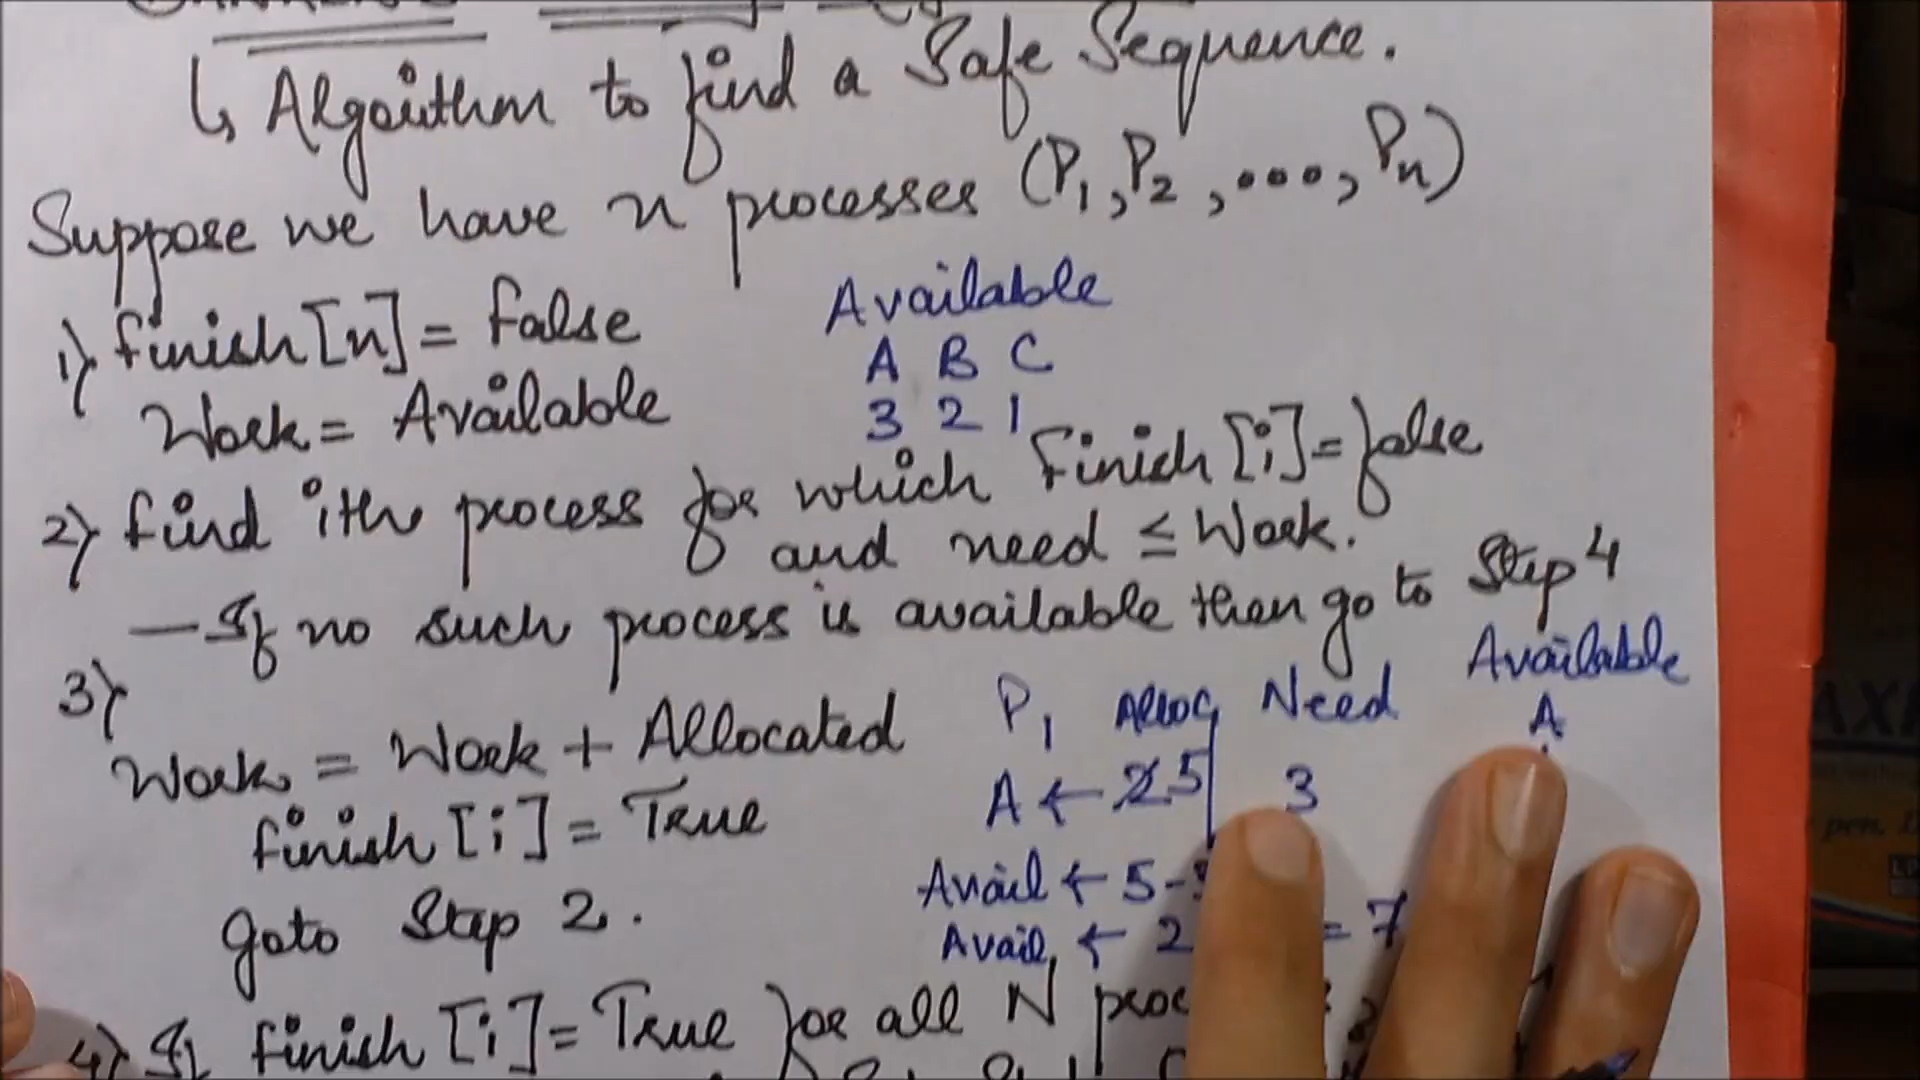 ↳ Algorithm to find a Safe Sequence.
Suppose we have n processes (P1, P2, ...., Pn)
1) finish[n] = false
Work = Available
Available
A B C
3 2 1
2) find ith process for which Finish[i] = false
and need ≤ Work.
— If no such process is available then go to Step 4
3)
Work = Work + Allocated
finish[i] = True
goto Step 2.
P1 Alloc Need Available
A
A ← 2 5 3
Avail ← 5 -
Avail ← 2 = 7
4) If finish[i] = True for all N
AX
pen